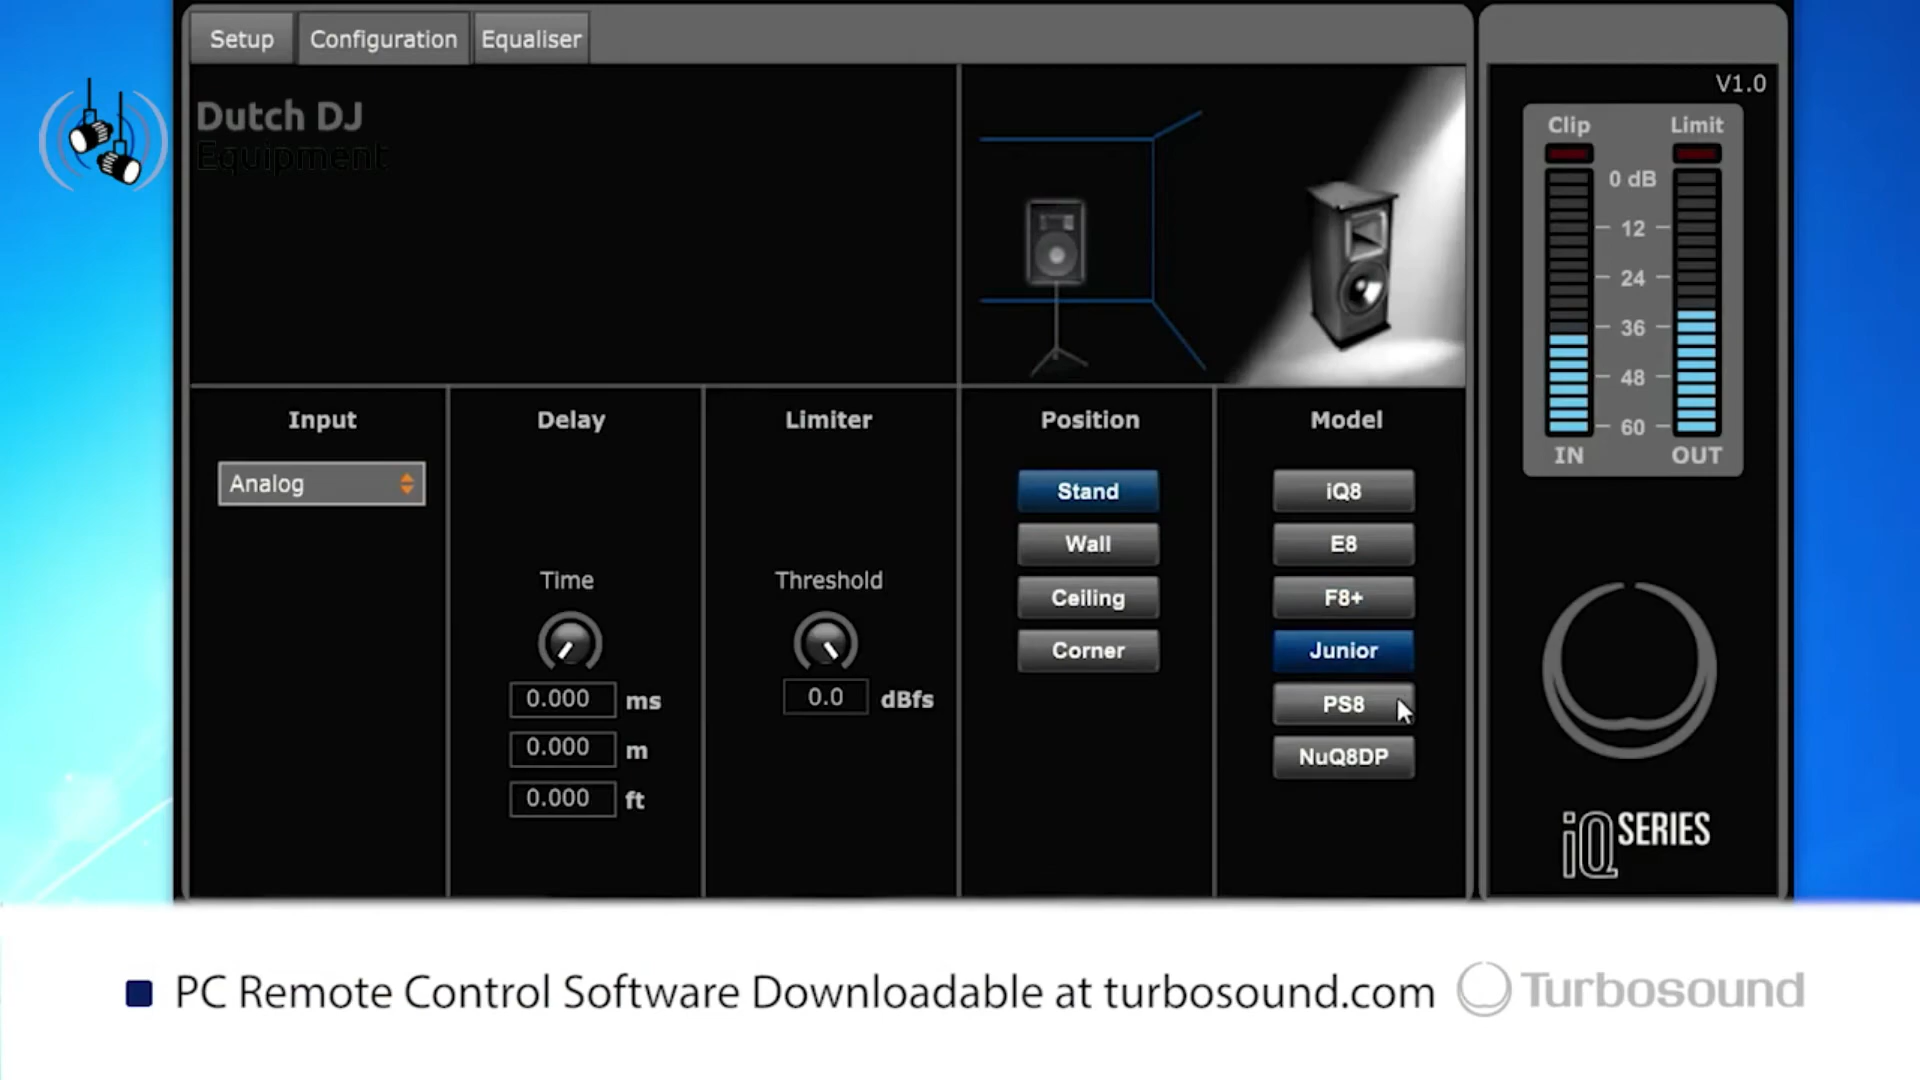 Setup
Configuration
Equaliser
Dutch DJ
Equipment
V1.0
Clip
Limit
0 dB
12
24
36
48
60
IN
OUT
Input
Analog
Delay
Time
0.000 ms
0.000 m
0.000 ft
Limiter
Threshold
0.0 dBfs
Position
Stand
Wall
Ceiling
Corner
Model
iQ8
E8
F8+
Junior
PS8
NuQ8DP
iQ SERIES
PC Remote Control Software Downloadable at turbosound.com
Turbosound